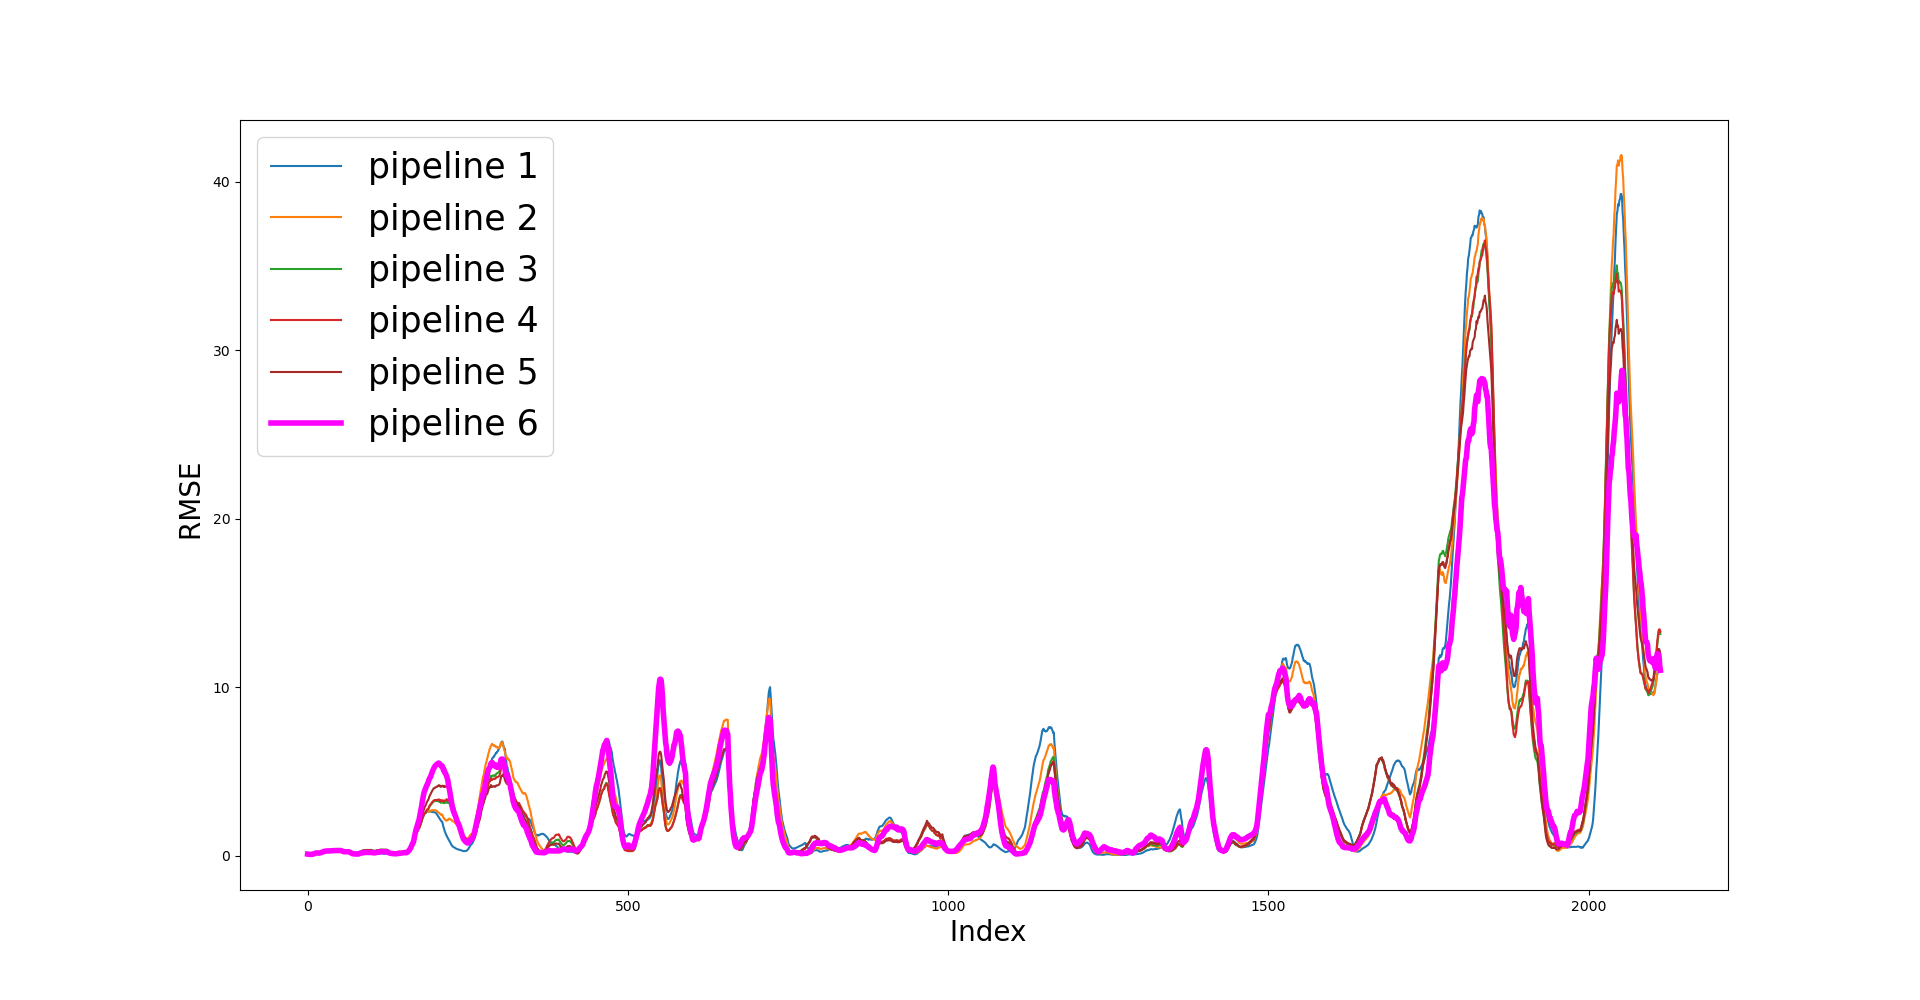 pipeline 1
pipeline 2
pipeline 3
pipeline 4
pipeline 5
pipeline 6
40
30
20
10
0
RMSE
0 500 1000 1500 2000
Index